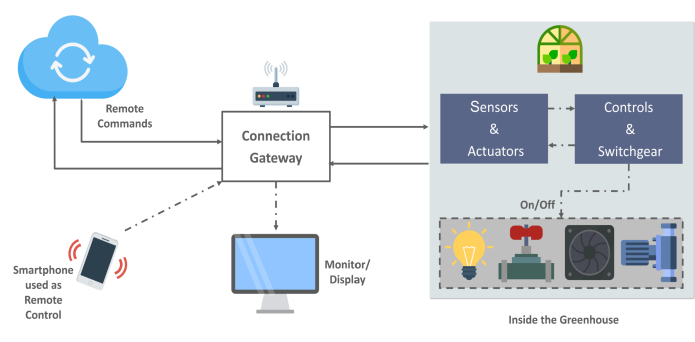 Remote
Commands
Connection
Gateway
Sensors
&
Actuators
Controls
&
Switchgear
On/Off
Smartphone
used as
Remote
Control
Monitor/
Display
Inside the Greenhouse